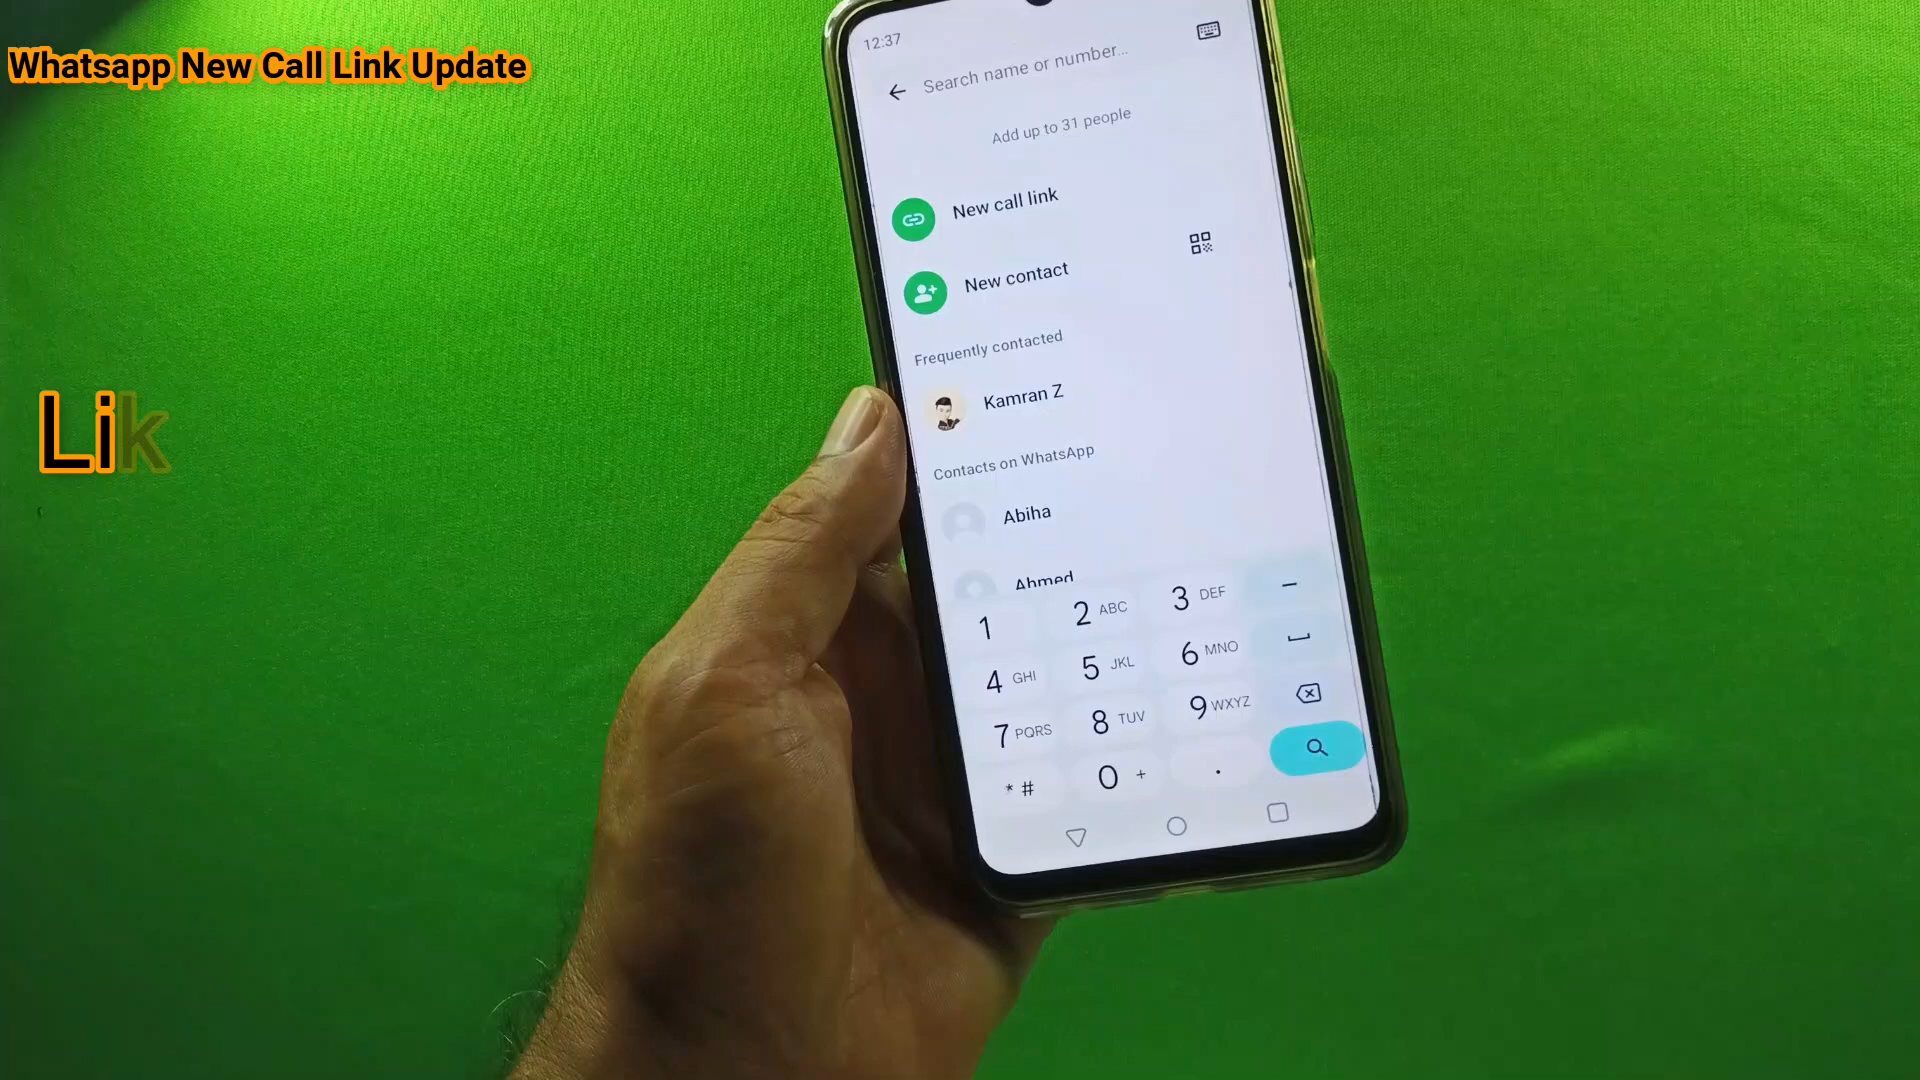 Whatsapp New Call Link Update
Lik
12:37
Search name or number...
Add up to 31 people
New call link
New contact
Frequently contacted
Kamran Z
Contacts on WhatsApp
Abiha
Ahmed
1 2 ABC 3 DEF -
4 GHI 5 JKL 6 MNO
7 PQRS 8 TUV 9 WXYZ
* # 0 + .